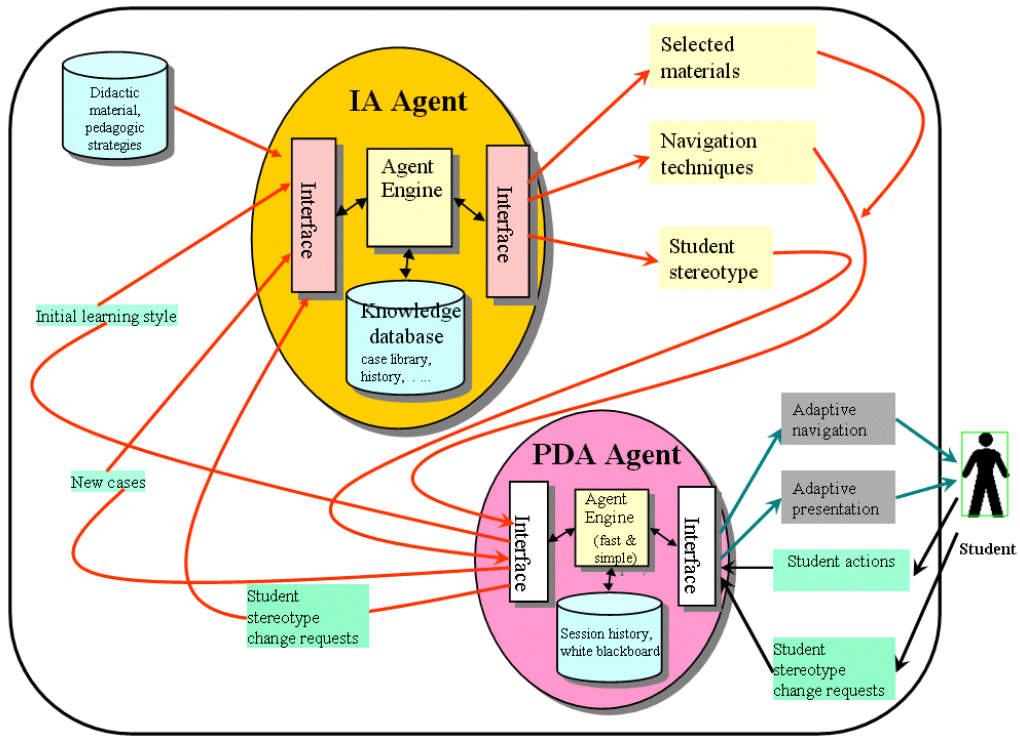 Didactic
material,
pedagogic
strategies
IA Agent
Interface
Agent
Engine
Interface
Knowledge
database
case library,
history, . ...
Selected
materials
Navigation
techniques
Student
stereotype
Initial learning style
New cases
Student
stereotype
change requests
PDA Agent
Interface
Agent
Engine
(fast &
simple)
Interface
Session history,
white blackboard
Adaptive
navigation
Adaptive
presentation
Student actions
Student
stereotype
change requests
Student